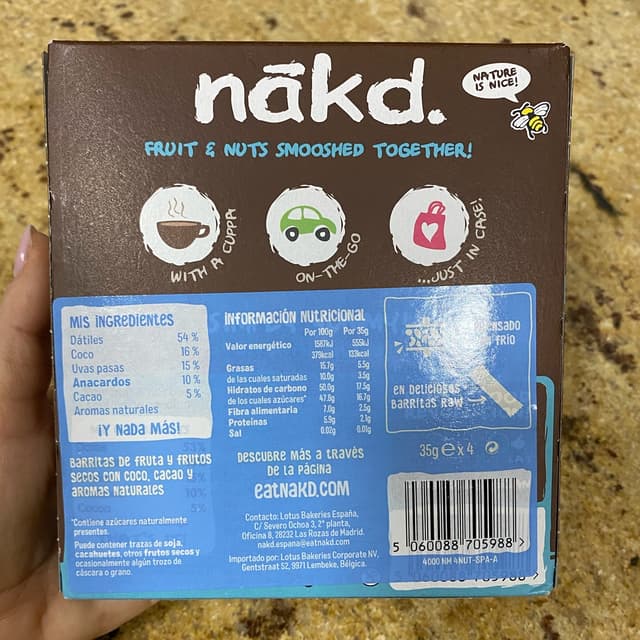 nākd.
NATURE
IS NICE!
FRUIT & NUTS SMOOSHED TOGETHER!
WITH A CUPPA
ON-THE-GO
...JUST IN CASE!
MIS INGREDIENTES
Dátiles 54 %
Coco 16 %
Uvas pasas 15 %
Anacardos 10 %
Cacao 5 %
Aromas naturales
¡Y NADA MÁS!
BARRITAS DE FRUTA Y FRUTOS
SECOS CON COCO, CACAO Y
AROMAS NATURALES
*Contiene azúcares naturalmente
presentes.
Puede contener trazas de soja,
cacahuetes, otros frutos secos y
ocasionalmente algún trozo de
cáscara o grano.
INFORMACIÓN NUTRICIONAL
Por 100g Por 35g
Valor energético 1587kJ 555kJ
379kcal 133kcal
Grasas 15.7g 5.5g
de las cuales saturadas 10.0g 3.5g
Hidratos de carbono 50.0g 17.5g
de los cuales azúcares* 47.8g 16.7g
Fibra alimentaria 7.0g 2.5g
Proteínas 5.9g 2.1g
Sal 0.02g 0.01g
DESCUBRE MÁS A TRAVÉS
DE LA PÁGINA
eatNAKD.COM
Contacto: Lotus Bakeries España,
C/ Severo Ochoa 3, 2ª planta,
Oficina 8, 28232 Las Rozas de Madrid.
nakd.espana@eatnakd.com
Importado por: Lotus Bakeries Corporate NV,
Gentstraat 52, 9971 Lembeke, Bélgica.
FRÍO
EN DELICIOSAS
BARRITAS RAW
35g e x 4
5 060088 705988 >
4000 NH 4NUT-SPA-A